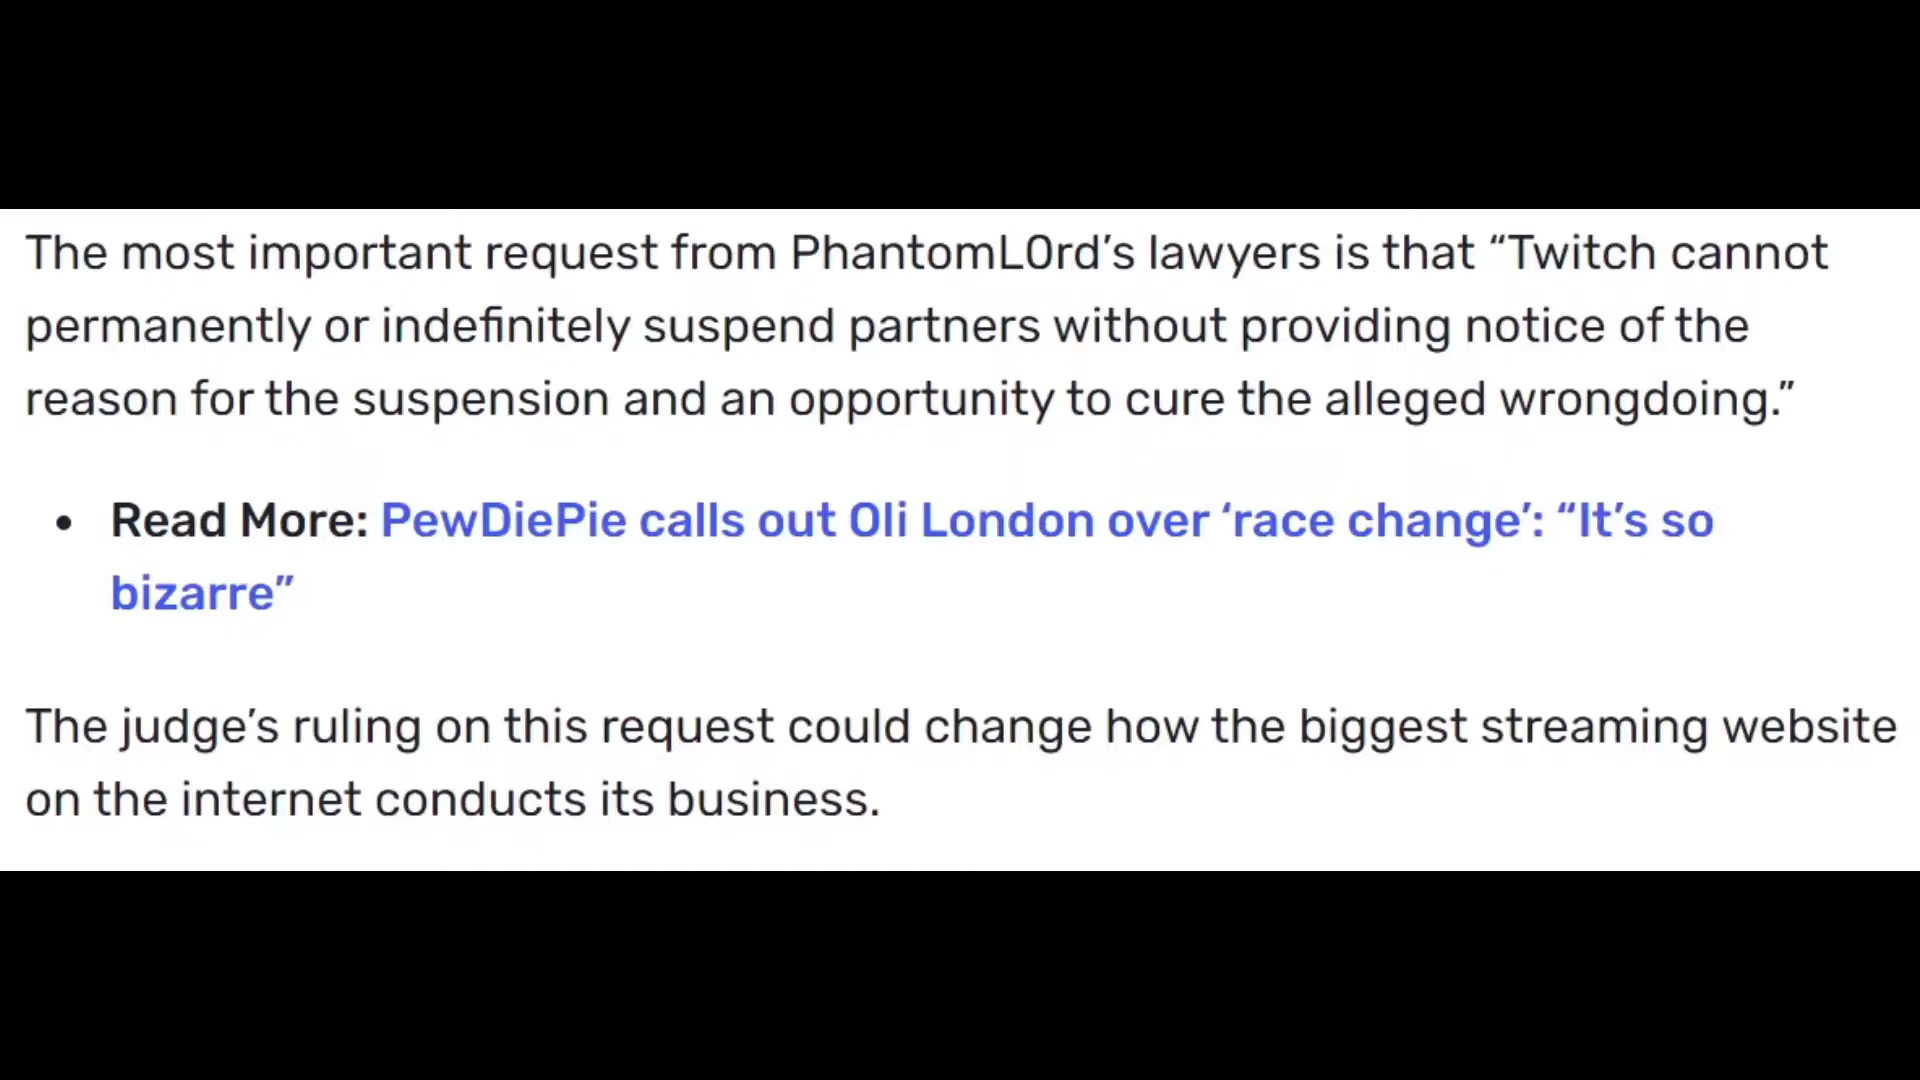 The most important request from PhantomL0rd’s lawyers is that “Twitch cannot
permanently or indefinitely suspend partners without providing notice of the
reason for the suspension and an opportunity to cure the alleged wrongdoing.”
• Read More: PewDiePie calls out Oli London over ‘race change’: “It’s so
bizarre”
The judge’s ruling on this request could change how the biggest streaming website
on the internet conducts its business.